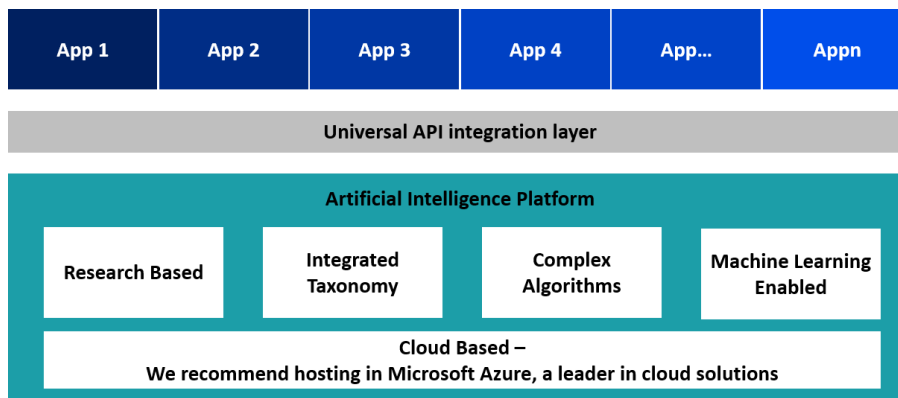 App 1
App 2
App 3
App 4
App...
Appn
Universal API integration layer
Artificial Intelligence Platform
Research Based
Integrated
Taxonomy
Complex
Algorithms
Machine Learning
Enabled
Cloud Based –
We recommend hosting in Microsoft Azure, a leader in cloud solutions